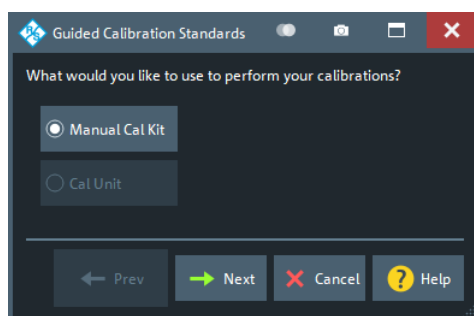 Guided Calibration Standards
What would you like to use to perform your calibrations?
Manual Cal Kit
Cal Unit
Prev
Next
Cancel
? Help